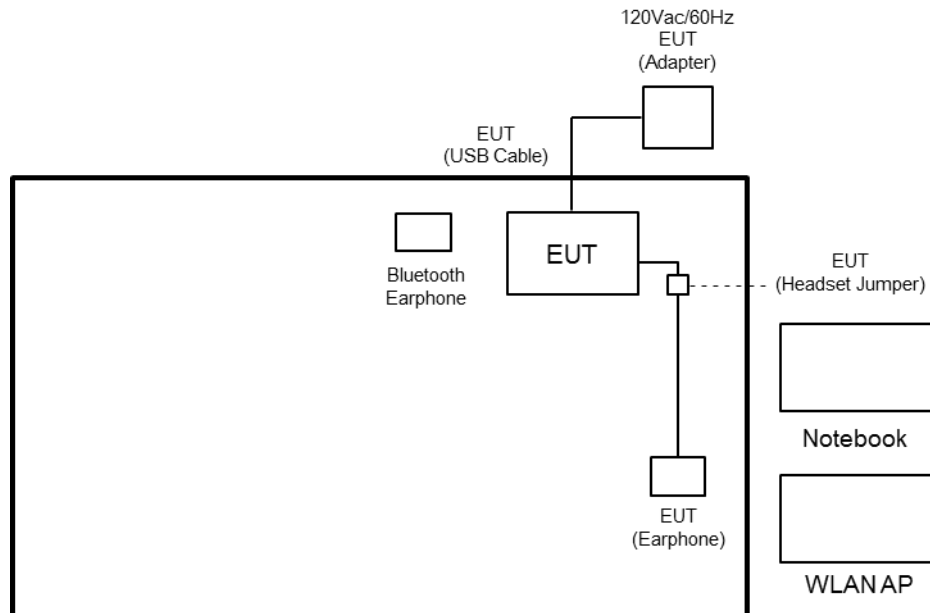 120Vac/60Hz
EUT
(Adapter)
EUT
(USB Cable)
EUT
Bluetooth
Earphone
EUT
(Headset Jumper)
Notebook
EUT
(Earphone)
WLAN AP